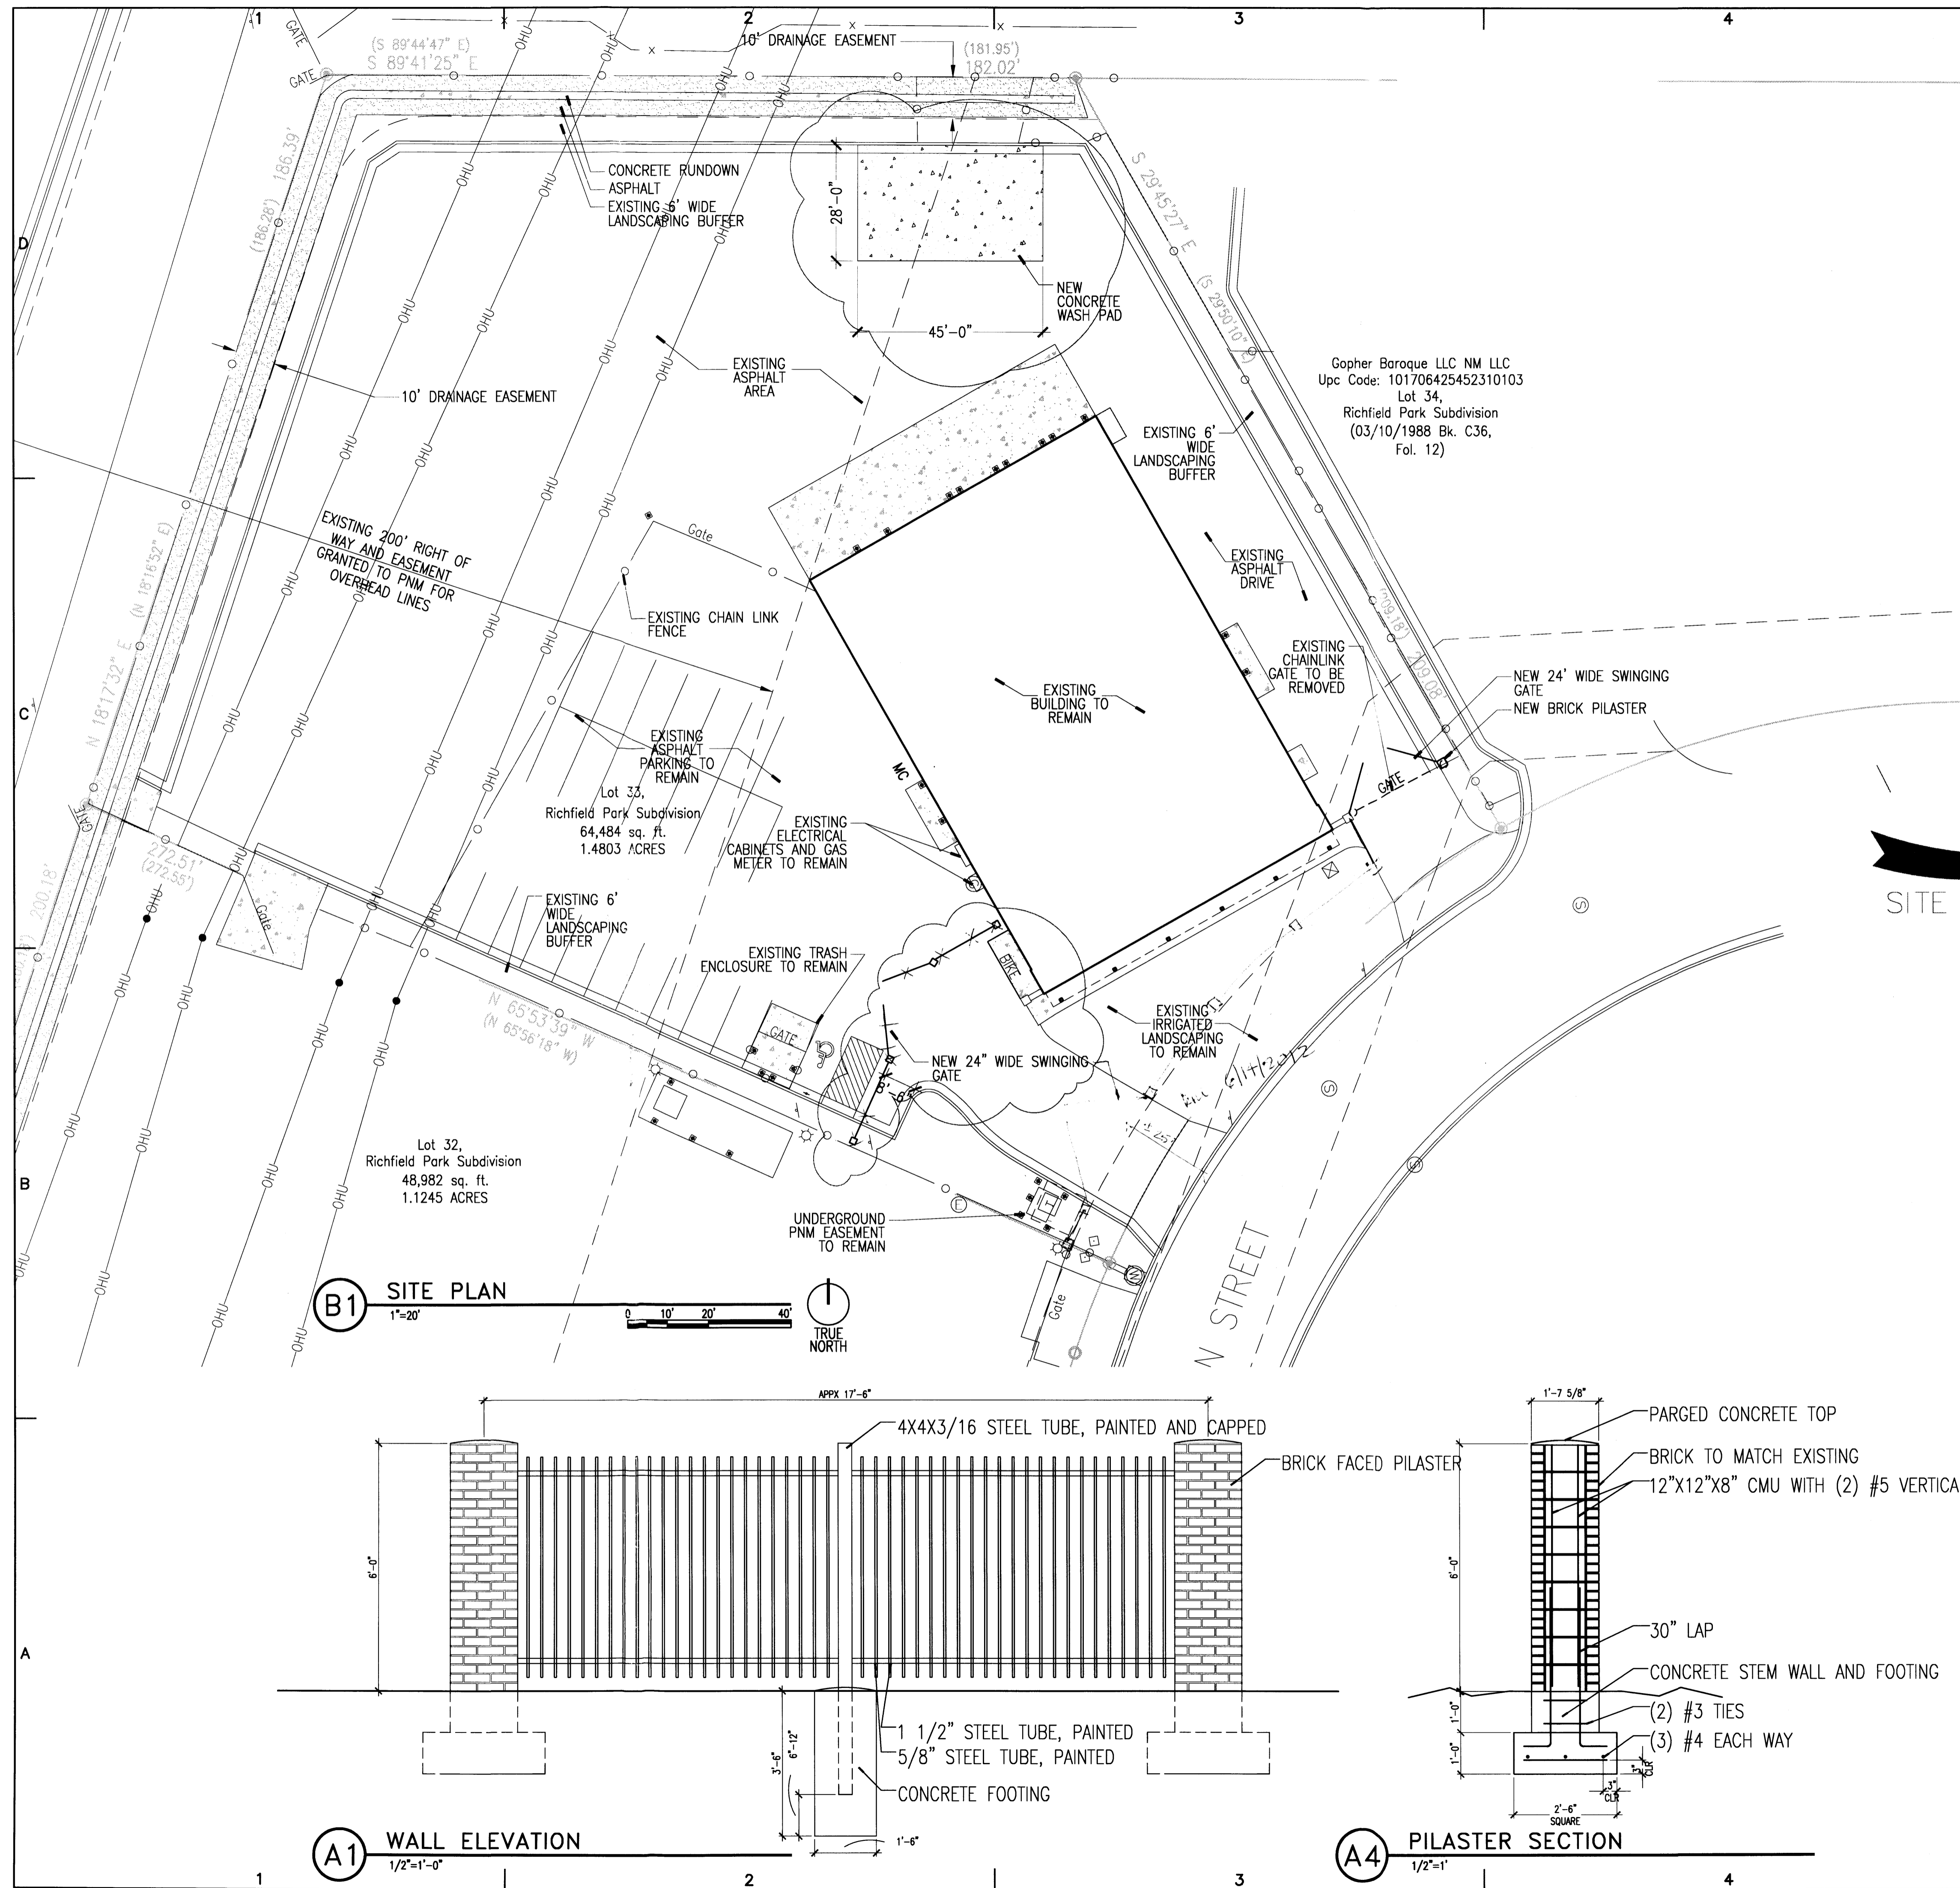 1
2
3
4
GATE
(S 89°44'47" E)
S 89°41'25" E
GATE
10' DRAINAGE EASEMENT
(181.95')
182.02'
186.39'
(186.28')
CONCRETE RUNDOWN
ASPHALT
EXISTING 6' WIDE
LANDSCAPING BUFFER
28'-0"
45'-0"
NEW
CONCRETE
WASH PAD
S 29°45'27" E
(S 29°50'10" E)
D
10' DRAINAGE EASEMENT
EXISTING
ASPHALT
AREA
Gopher Baroque LLC NM LLC
Upc Code: 101706425452310103
Lot 34,
Richfield Park Subdivision
(03/10/1988 Bk. C36,
Fol. 12)
EXISTING 6'
WIDE
LANDSCAPING
BUFFER
EXISTING 200' RIGHT OF
WAY AND EASEMENT
GRANTED TO PNM FOR
OVERHEAD LINES
Gate
EXISTING
ASPHALT
DRIVE
EXISTING CHAIN LINK
FENCE
N 18°17'32" E
(N 18°16'52" E)
(209.18')
209.08'
EXISTING
CHAINLINK
GATE TO BE
REMOVED
NEW 24' WIDE SWINGING
GATE
NEW BRICK PILASTER
EXISTING
BUILDING TO
REMAIN
C
EXISTING
ASPHALT
PARKING TO
REMAIN
MC
GATE
Lot 33,
Richfield Park Subdivision
64,484 sq. ft.
1.4803 ACRES
EXISTING
ELECTRICAL
CABINETS AND GAS
METER TO REMAIN
GATE
272.51'
(272.55')
200.18'
Gate
EXISTING 6'
WIDE
LANDSCAPING
BUFFER
SITE
EXISTING TRASH
ENCLOSURE TO REMAIN
BIKE
N 65°53'39" W
(N 65°56'18" W)
GATE
EXISTING
IRRIGATED
LANDSCAPING
TO REMAIN
NEW 24" WIDE SWINGING
GATE
8'-6"
6/14/2012
Lot 32,
Richfield Park Subdivision
48,982 sq. ft.
1.1245 ACRES
B
UNDERGROUND
PNM EASEMENT
TO REMAIN
Gate
N STREET
B1
SITE PLAN
1"=20'
0 10' 20' 40'
TRUE
NORTH
OHU
APPX 17'-6"
4X4X3/16 STEEL TUBE, PAINTED AND CAPPED
BRICK FACED PILASTER
6'-0"
1 1/2" STEEL TUBE, PAINTED
5/8" STEEL TUBE, PAINTED
CONCRETE FOOTING
3'-6"
6"-12"
1'-6"
A
A1
WALL ELEVATION
1/2"=1'-0"
1'-7 5/8"
PARGED CONCRETE TOP
BRICK TO MATCH EXISTING
12"X12"X8" CMU WITH (2) #5 VERTICA
6'-0"
30" LAP
CONCRETE STEM WALL AND FOOTING
(2) #3 TIES
(3) #4 EACH WAY
1'-0"
1'-0"
3"
CLR
3"
CLR
2'-6"
SQUARE
A4
PILASTER SECTION
1/2"=1'
1
2
3
4